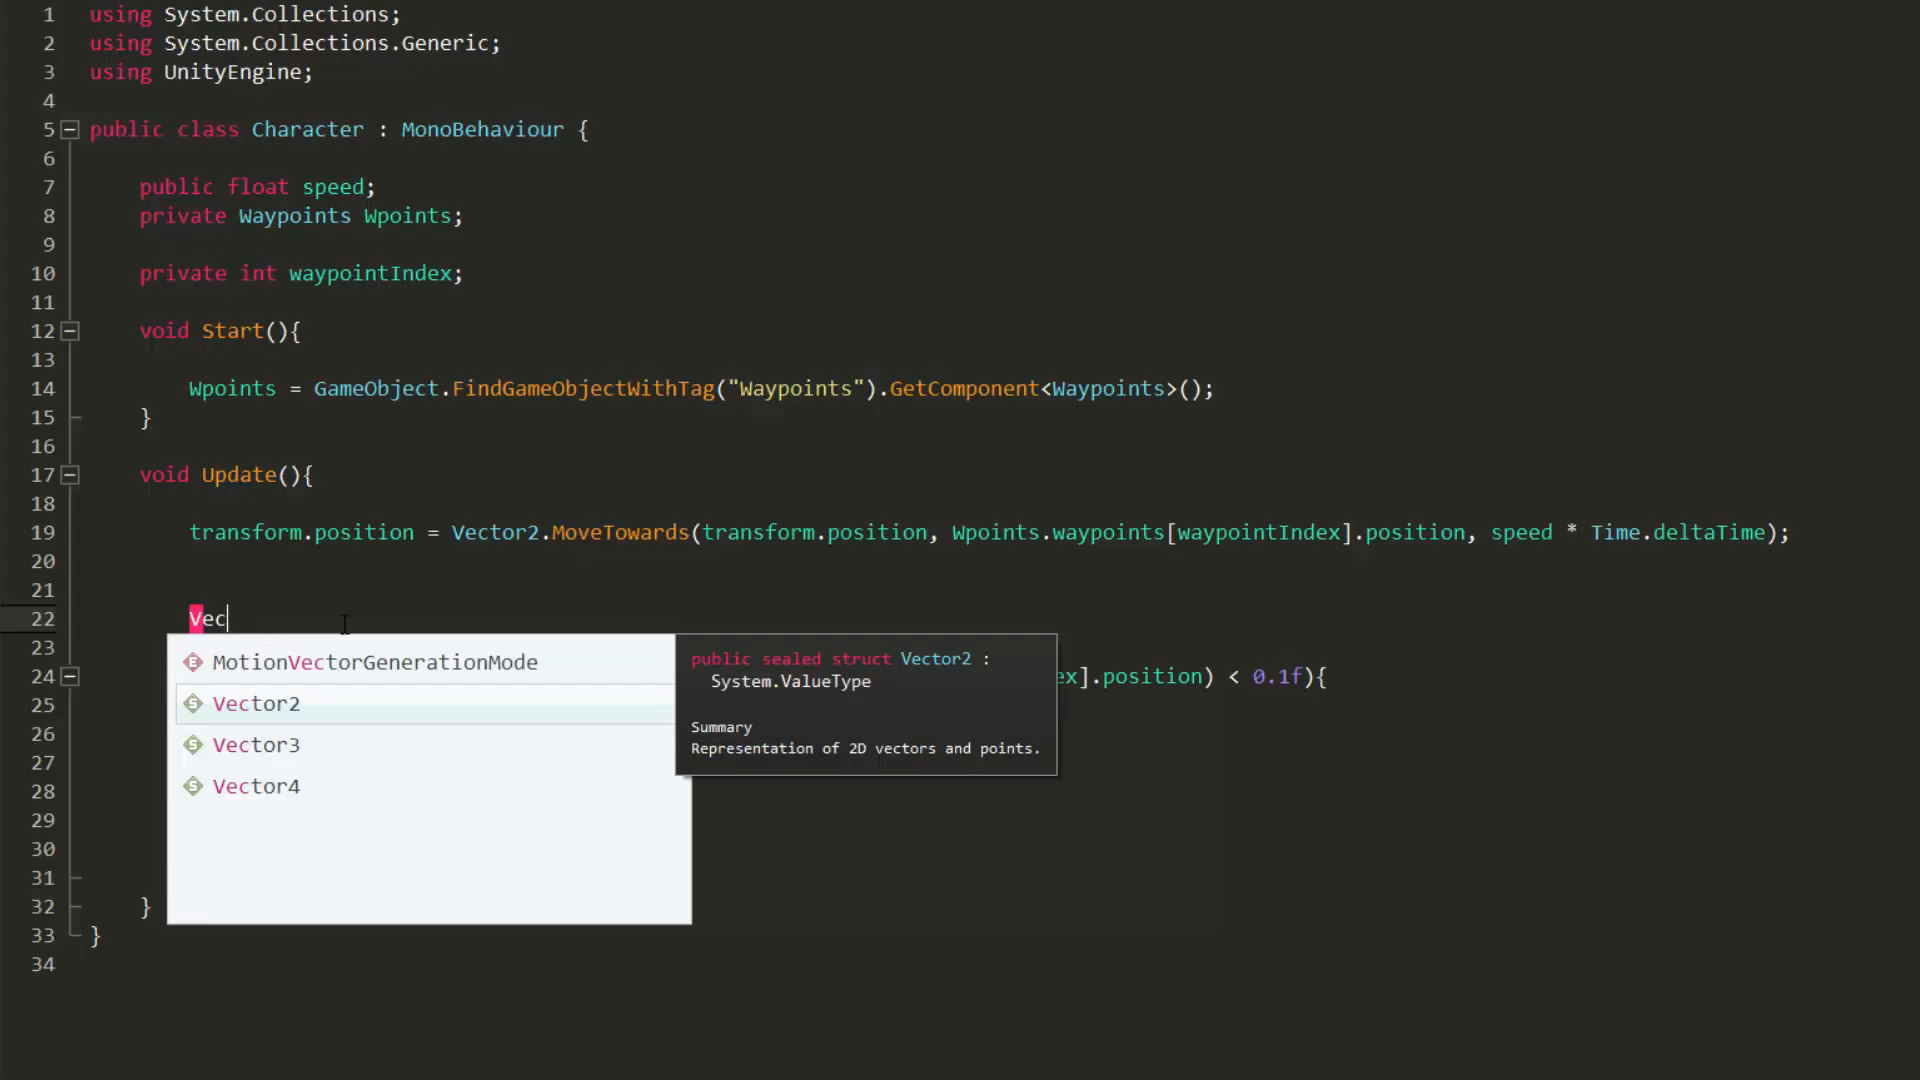 1 using System.Collections;
2 using System.Collections.Generic;
3 using UnityEngine;
4
5 public class Character : MonoBehaviour {
6
7 public float speed;
8 private Waypoints Wpoints;
9
10 private int waypointIndex;
11
12 void Start(){
13
14 Wpoints = GameObject.FindGameObjectWithTag("Waypoints").GetComponent<Waypoints>();
15 }
16
17 void Update(){
18
19 transform.position = Vector2.MoveTowards(transform.position, Wpoints.waypoints[waypointIndex].position, speed * Time.deltaTime);
20
21
22 Vec
23
MotionVectorGenerationMode
public sealed struct Vector2 :
System.ValueType
24 ex].position) < 0.1f){
25
Vector2
Summary
26
Vector3
Representation of 2D vectors and points.
27
28
Vector4
29
30
31
32 }
33 }
34